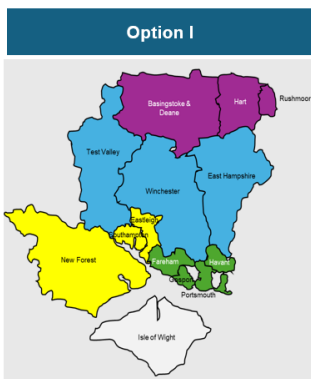 Option I
Basingstoke &
Deane
Hart
Rushmoor
Test Valley
East Hampshire
Winchester
Eastleigh
Southampton
New Forest
Fareham
Havant
Gosport
Portsmouth
Isle of Wight